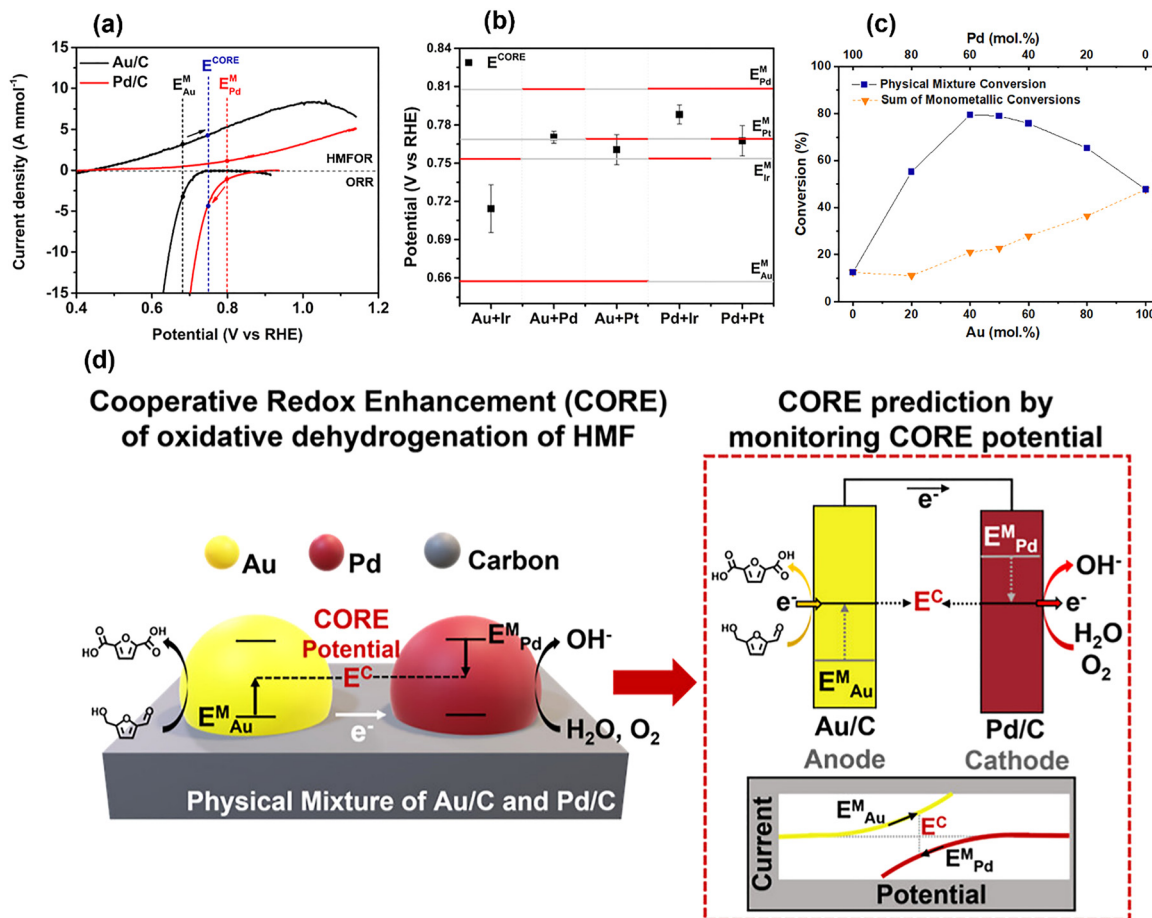 (a)
Au/C
Pd/C
E^M_Au
E^CORE
E^M_Pd
HMFOR
ORR
Current density (A mmol⁻¹)
15
10
5
0
-5
-10
-15
0.4 0.6 0.8 1.0 1.2
Potential (V vs RHE)
(b)
E^CORE
E^M_Pd
E^M_Pt
E^M_Ir
E^M_Au
Potential (V vs RHE)
0.84
0.81
0.78
0.75
0.72
0.69
0.66
Au+Ir Au+Pd Au+Pt Pd+Ir Pd+Pt
(c)
Pd (mol.%)
100 80 60 40 20 0
Physical Mixture Conversion
Sum of Monometallic Conversions
Conversion (%)
100
80
60
40
20
0
0 20 40 60 80 100
Au (mol.%)
(d)
Cooperative Redox Enhancement (CORE)
of oxidative dehydrogenation of HMF
Au Pd Carbon
CORE
Potential
E^C
E^M_Au
E^M_Pd
e⁻
O
OH
HO
O
HO
O
OH⁻
H₂O, O₂
Physical Mixture of Au/C and Pd/C
CORE prediction by
monitoring CORE potential
e⁻
E^M_Pd
O
OH
HO
O
OH⁻
e⁻
E^C
e⁻
HO
O
H₂O
O₂
E^M_Au
Au/C Pd/C
Anode Cathode
Current
E^M_Au
E^C
E^M_Pd
Potential